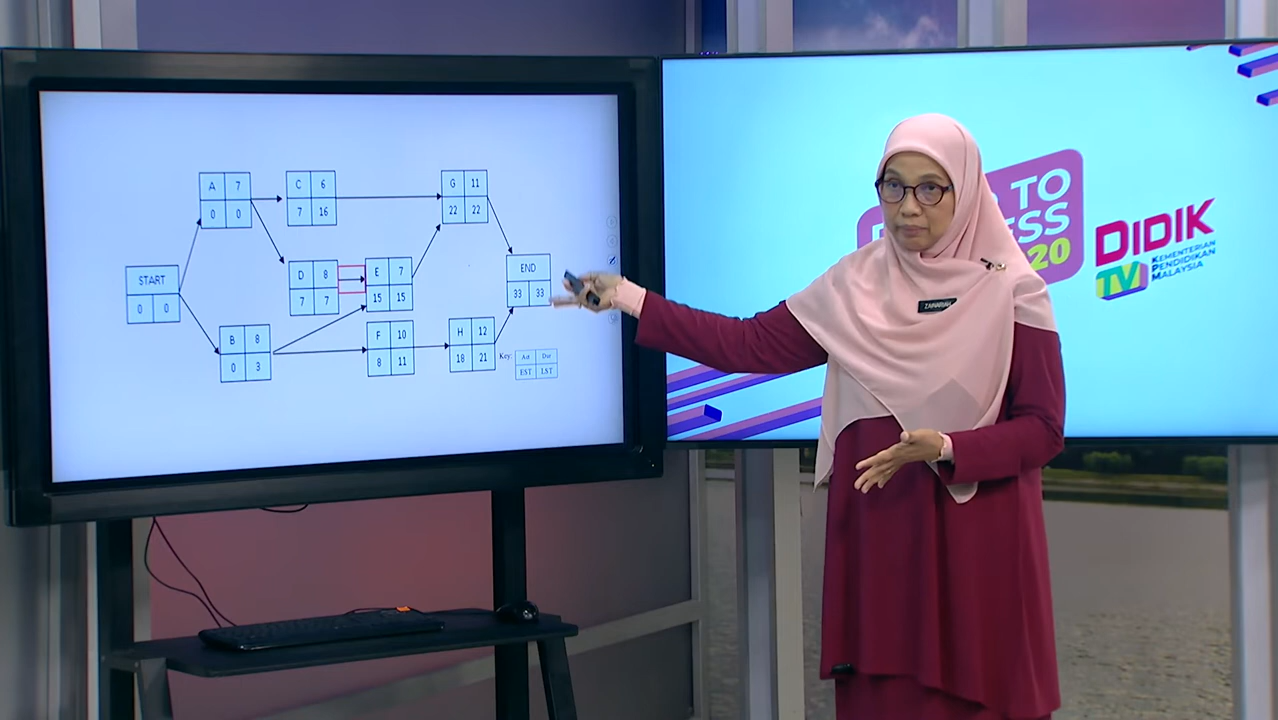 A 7
0 0
C 6
7 16
G 11
22 22
START
0 0
D 8
7 7
E 7
15 15
END
33 33
B 8
0 3
F 10
8 11
H 12
18 21
Key:
Act Dur
EST LST
TO
ESS
20
DIDIK
TV
KEMENTERIAN
PENDIDIKAN
MALAYSIA